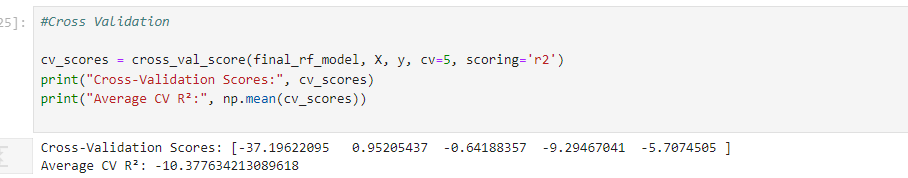 25]:
#Cross Validation
cv_scores = cross_val_score(final_rf_model, X, y, cv=5, scoring='r2')
print("Cross-Validation Scores:", cv_scores)
print("Average CV R²:", np.mean(cv_scores))
Cross-Validation Scores: [-37.19622095   0.95205437  -0.64188357  -9.29467041  -5.7074505 ]
Average CV R²: -10.377634213089618